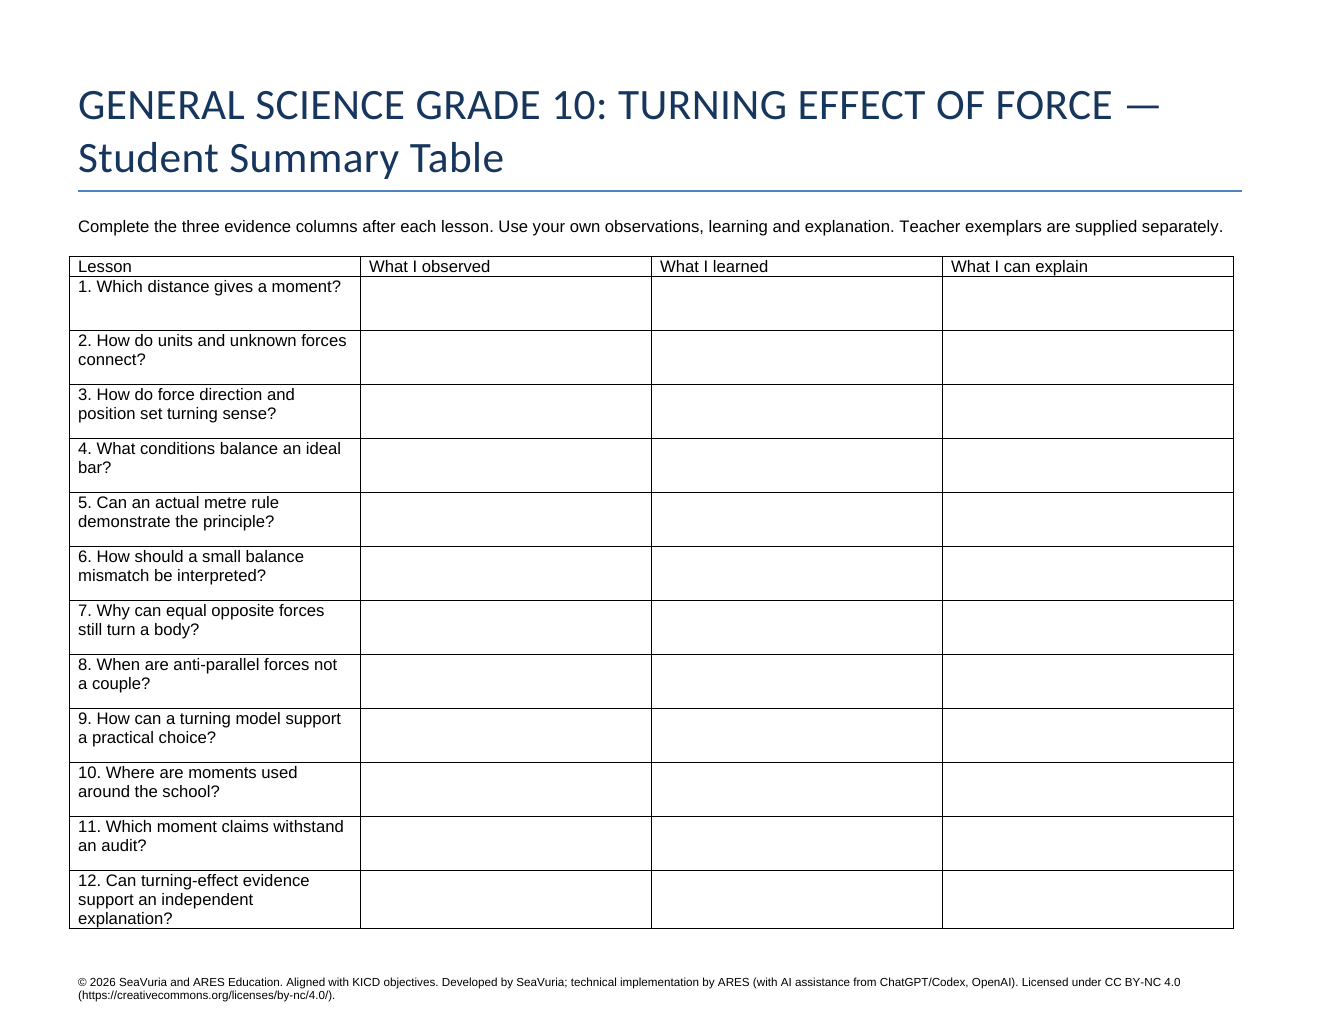 GENERAL SCIENCE GRADE 10: TURNING EFFECT OF FORCE —
Student Summary Table
Complete the three evidence columns after each lesson. Use your own observations, learning and explanation. Teacher exemplars are supplied separately.
Lesson What I observed What I learned What I can explain
1. Which distance gives a moment?
2. How do units and unknown forces
connect?
3. How do force direction and
position set turning sense?
4. What conditions balance an ideal
bar?
5. Can an actual metre rule
demonstrate the principle?
6. How should a small balance
mismatch be interpreted?
7. Why can equal opposite forces
still turn a body?
8. When are anti-parallel forces not
a couple?
9. How can a turning model support
a practical choice?
10. Where are moments used
around the school?
11. Which moment claims withstand
an audit?
12. Can turning-effect evidence
support an independent
explanation?
© 2026 SeaVuria and ARES Education. Aligned with KICD objectives. Developed by SeaVuria; technical implementation by ARES (with AI assistance from ChatGPT/Codex, OpenAI). Licensed under CC BY-NC 4.0
(https://creativecommons.org/licenses/by-nc/4.0/).